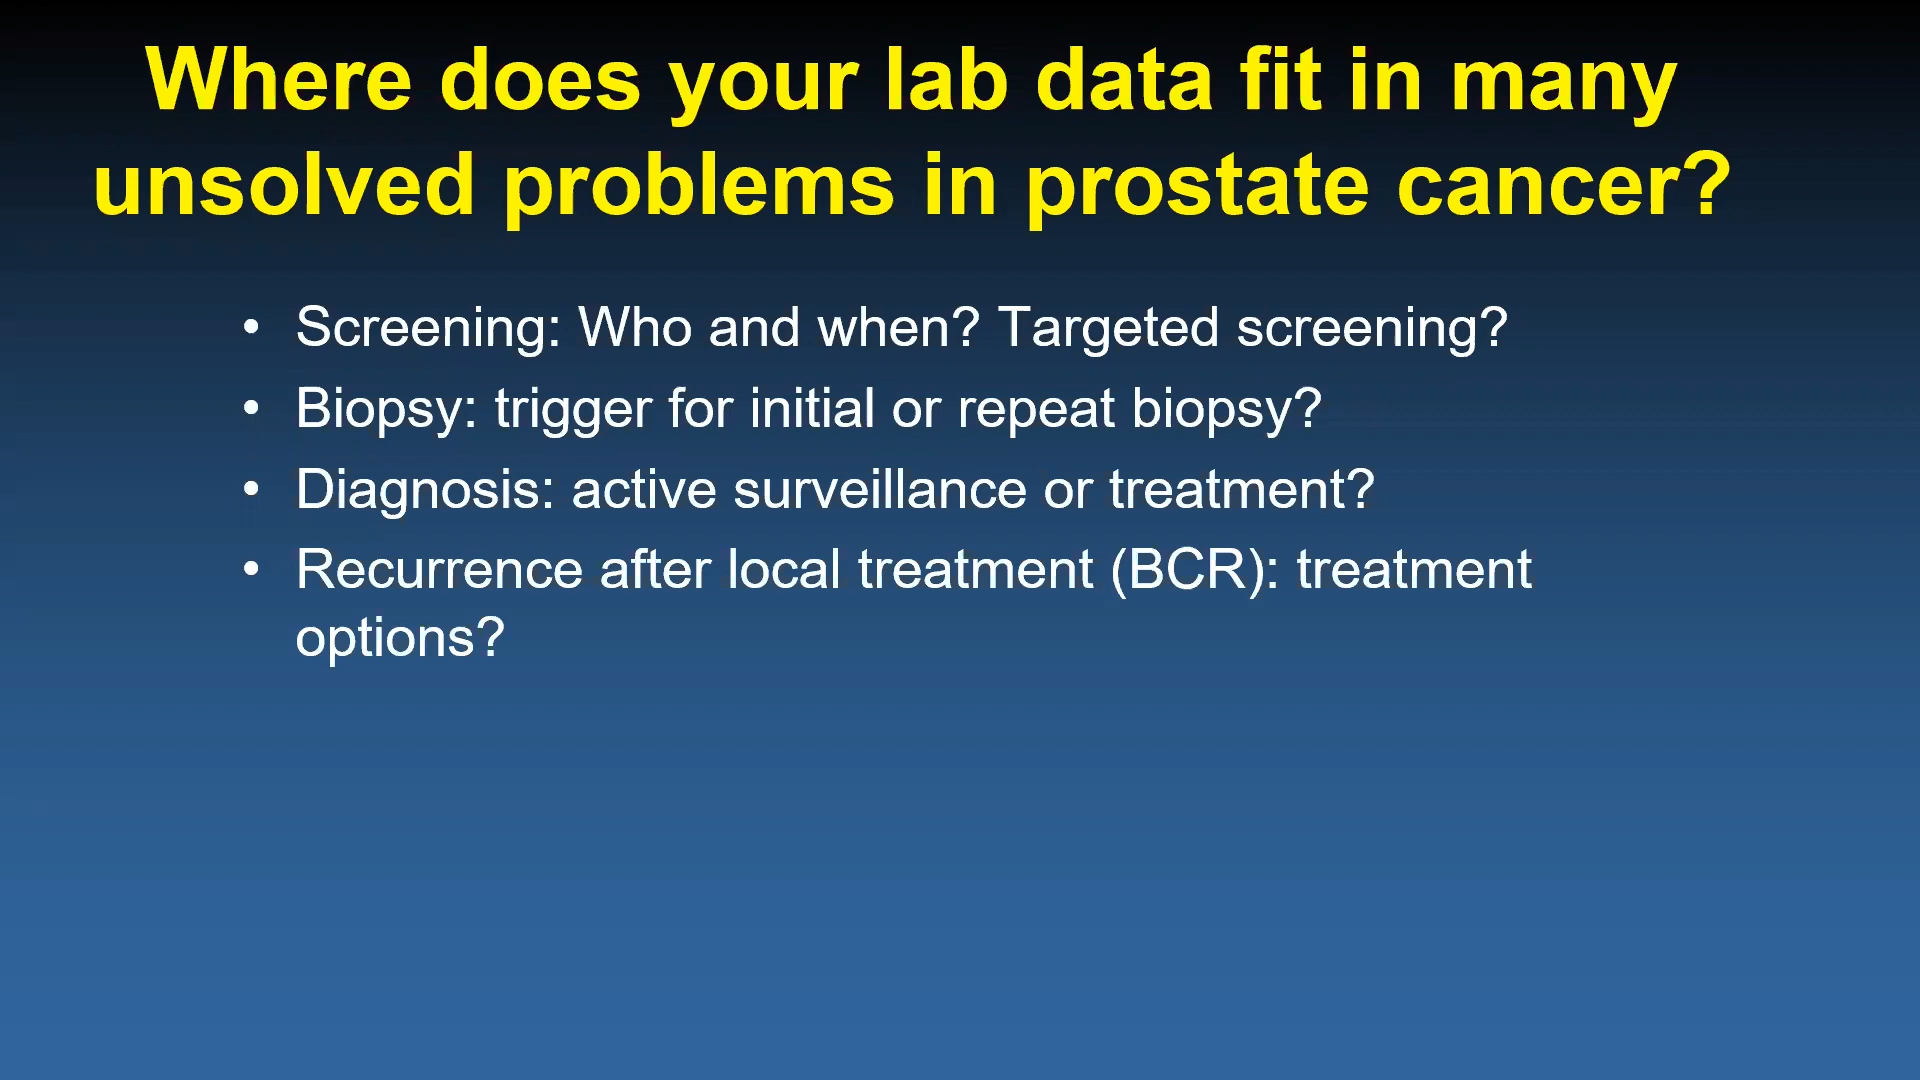 Where does your lab data fit in many
unsolved problems in prostate cancer?
• Screening: Who and when? Targeted screening?
• Biopsy: trigger for initial or repeat biopsy?
• Diagnosis: active surveillance or treatment?
• Recurrence after local treatment (BCR): treatment
options?